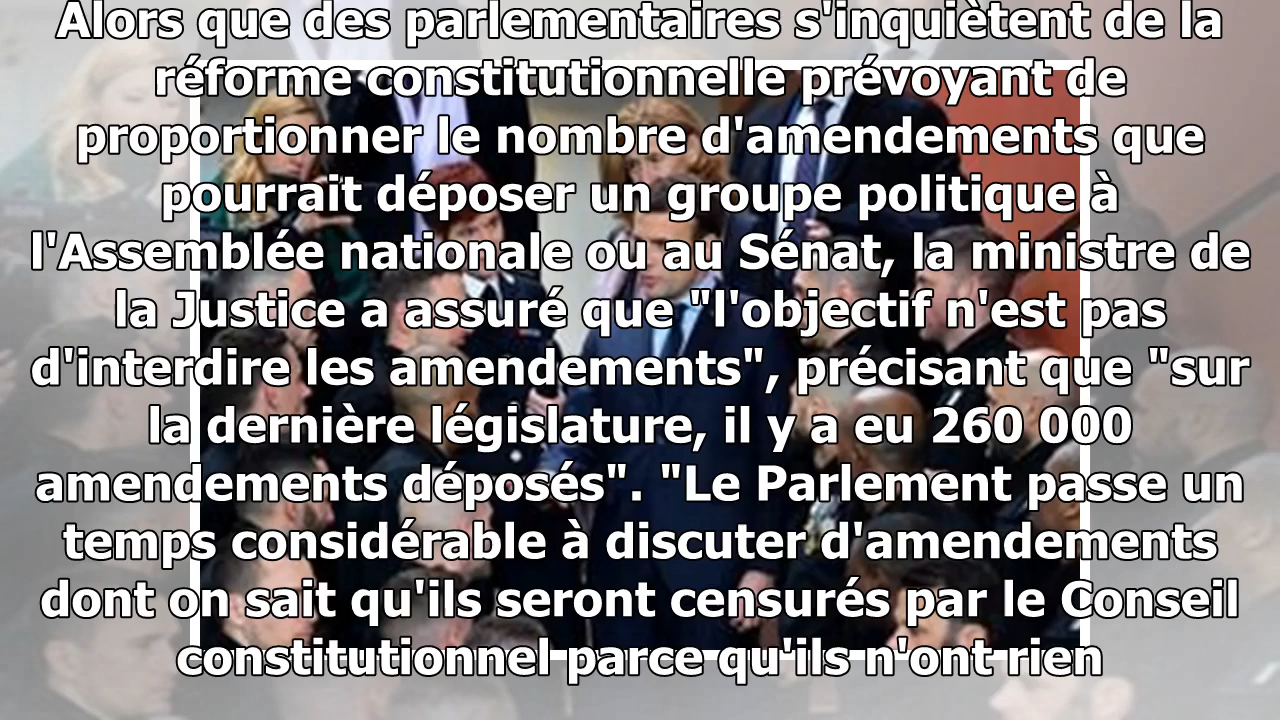 Alors que des parlementaires s'inquiètent de la
réforme constitutionnelle prévoyant de
proportionner le nombre d'amendements que
pourrait déposer un groupe politique à
l'Assemblée nationale ou au Sénat, la ministre de
la Justice a assuré que "l'objectif n'est pas
d'interdire les amendements", précisant que "sur
la dernière législature, il y a eu 260 000
amendements déposés". "Le Parlement passe un
temps considérable à discuter d'amendements
dont on sait qu'ils seront censurés par le Conseil
constitutionnel parce qu'ils n'ont rien